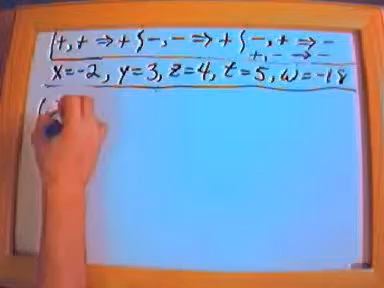 +, + ⇒ + { -, - ⇒ + { -, + ⇒ -
+, - → -
x=-2, y=3, z=4, t=5, w=-18
(